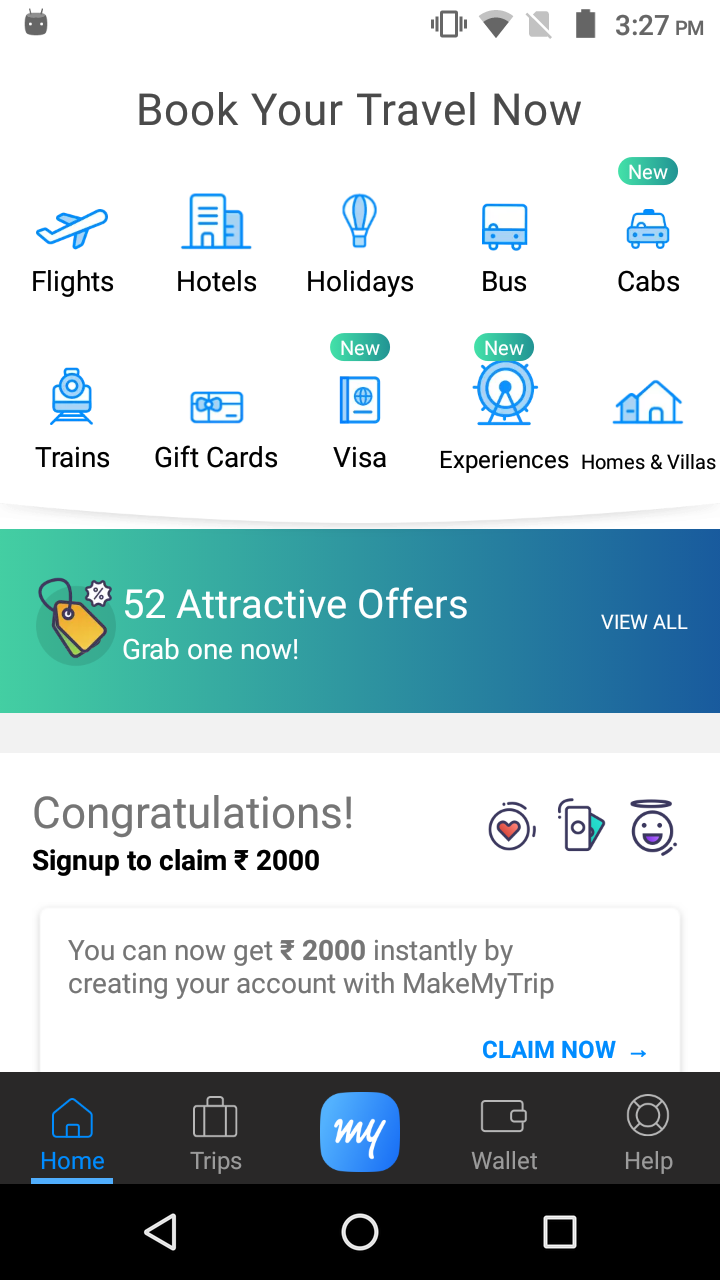 3:27 PM
Book Your Travel Now
New
Flights Hotels Holidays Bus Cabs
New New
Trains Gift Cards Visa Experiences Homes & Villas
52 Attractive Offers
Grab one now!
VIEW ALL
Congratulations!
Signup to claim ₹ 2000
You can now get ₹ 2000 instantly by
creating your account with MakeMyTrip
CLAIM NOW →
my
Home Trips Wallet Help